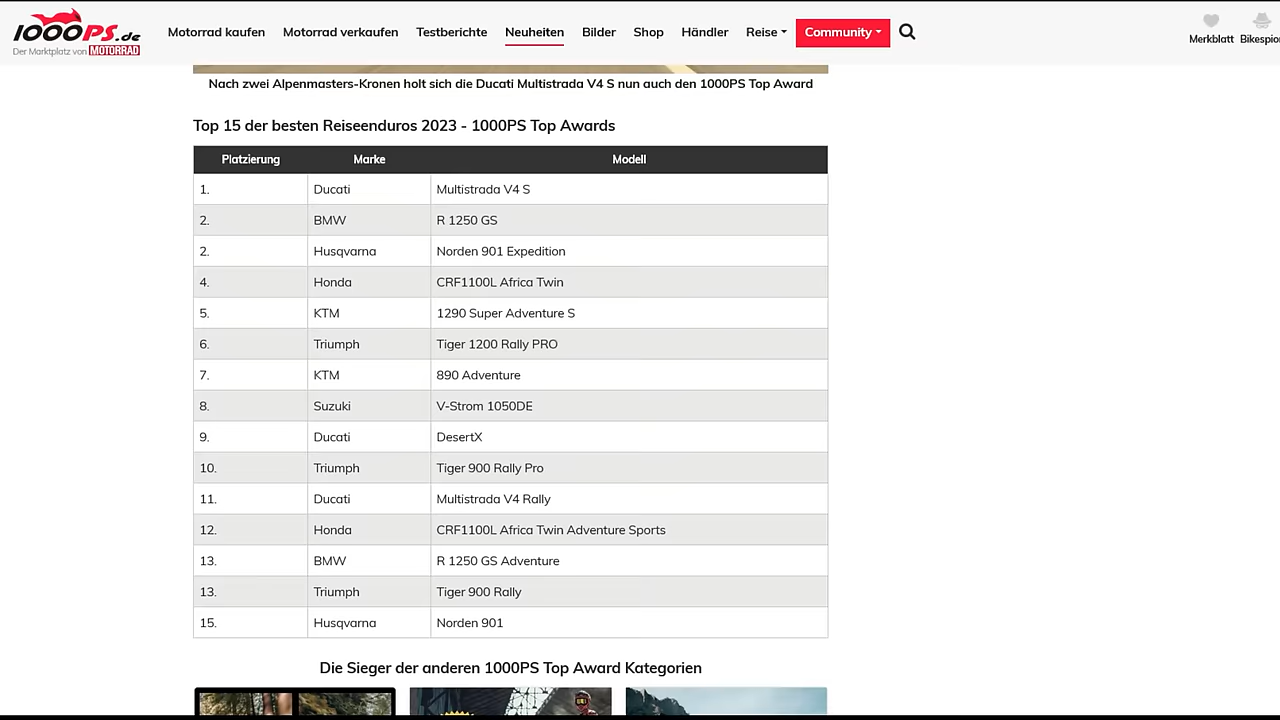 1000PS.de
Der Marktplatz von MOTORRAD
Motorrad kaufen Motorrad verkaufen Testberichte Neuheiten Bilder Shop Händler Reise Community
Merkblatt Bikespion
Nach zwei Alpenmasters-Kronen holt sich die Ducati Multistrada V4 S nun auch den 1000PS Top Award
Top 15 der besten Reiseenduros 2023 - 1000PS Top Awards
Platzierung Marke Modell
1. Ducati Multistrada V4 S
2. BMW R 1250 GS
2. Husqvarna Norden 901 Expedition
4. Honda CRF1100L Africa Twin
5. KTM 1290 Super Adventure S
6. Triumph Tiger 1200 Rally PRO
7. KTM 890 Adventure
8. Suzuki V-Strom 1050DE
9. Ducati DesertX
10. Triumph Tiger 900 Rally Pro
11. Ducati Multistrada V4 Rally
12. Honda CRF1100L Africa Twin Adventure Sports
13. BMW R 1250 GS Adventure
13. Triumph Tiger 900 Rally
15. Husqvarna Norden 901
Die Sieger der anderen 1000PS Top Award Kategorien